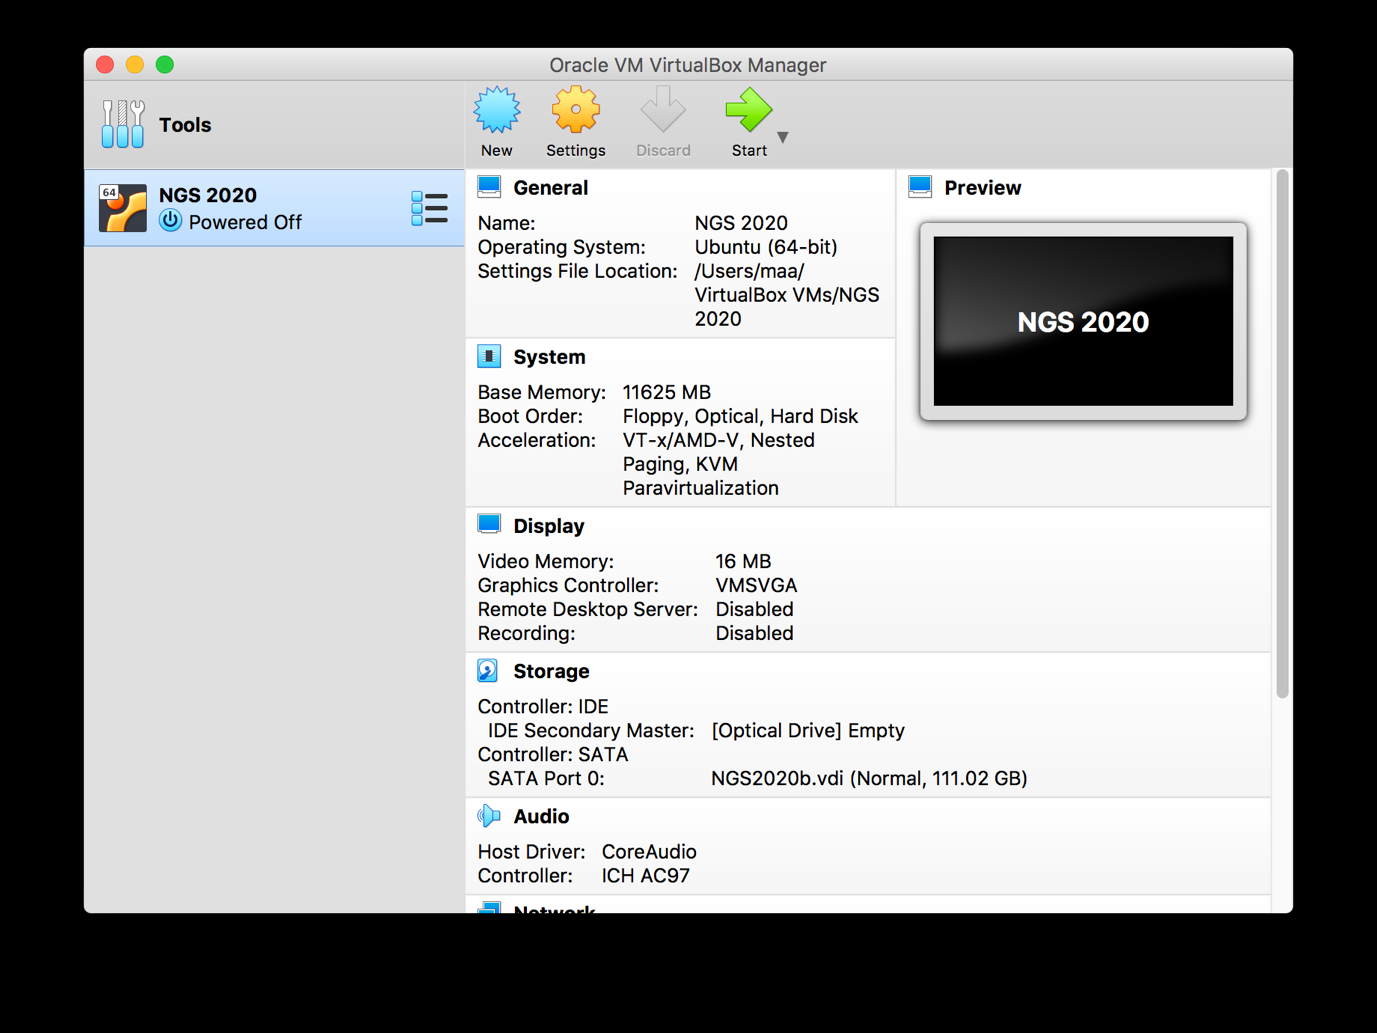 Oracle VM VirtualBox Manager
Tools
New
Settings
Discard
Start
64
NGS 2020
Powered Off
General
Name: NGS 2020
Operating System: Ubuntu (64-bit)
Settings File Location: /Users/maa/
VirtualBox VMs/NGS
2020
Preview
NGS 2020
System
Base Memory: 11625 MB
Boot Order: Floppy, Optical, Hard Disk
Acceleration: VT-x/AMD-V, Nested
Paging, KVM
Paravirtualization
Display
Video Memory: 16 MB
Graphics Controller: VMSVGA
Remote Desktop Server: Disabled
Recording: Disabled
Storage
Controller: IDE
IDE Secondary Master: [Optical Drive] Empty
Controller: SATA
SATA Port 0: NGS2020b.vdi (Normal, 111.02 GB)
Audio
Host Driver: CoreAudio
Controller: ICH AC97
Network